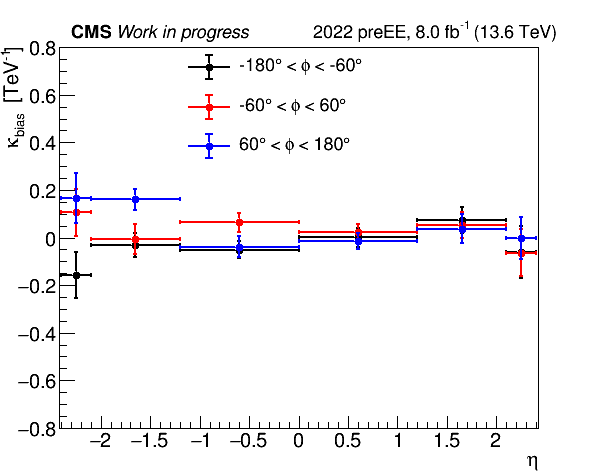 CMS Work in progress 2022 preEE, 8.0 fb⁻¹ (13.6 TeV)
κbias [TeV⁻¹]
-180° < ϕ < -60°
-60° < ϕ < 60°
60° < ϕ < 180°
0.8
0.6
0.4
0.2
0
−0.2
−0.4
−0.6
−0.8
−2 −1.5 −1 −0.5 0 0.5 1 1.5 2
η